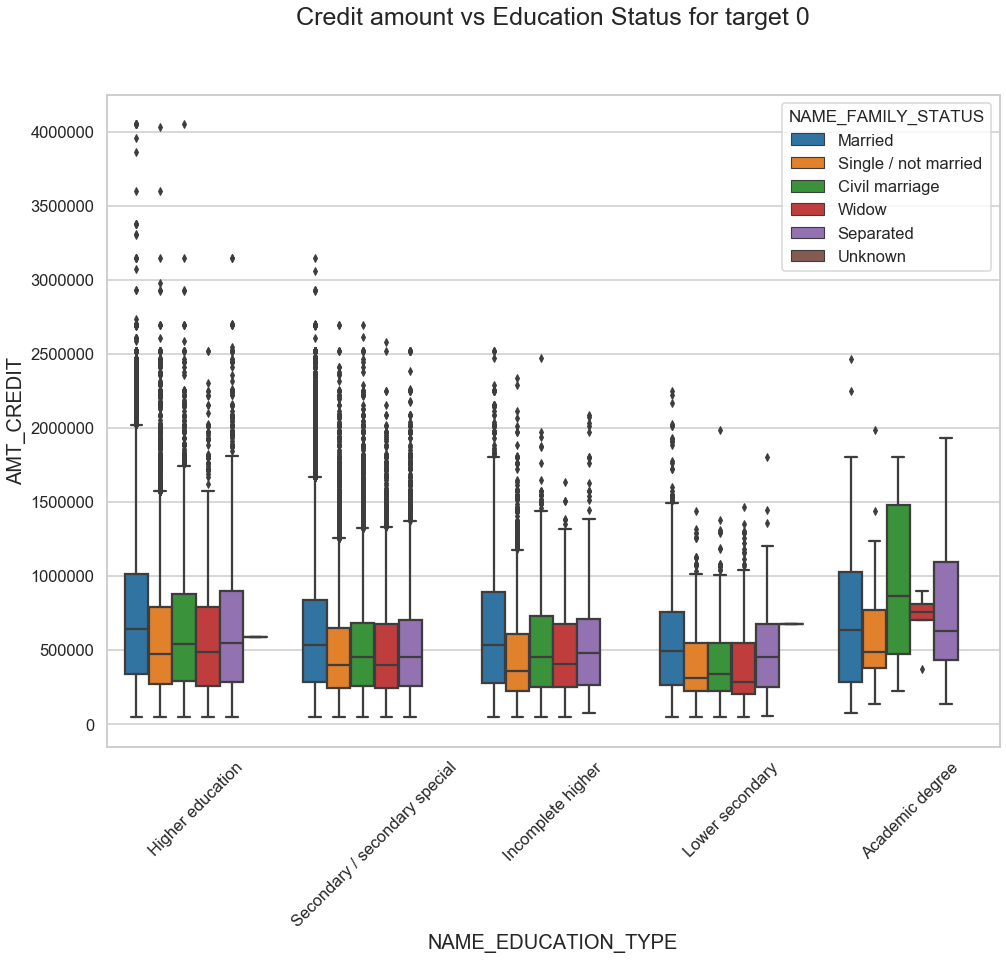 Credit amount vs Education Status for target 0
NAME_FAMILY_STATUS
Married
Single / not married
Civil marriage
Widow
Separated
Unknown
4000000
3500000
3000000
2500000
2000000
1500000
1000000
500000
0
AMT_CREDIT
Higher education
Secondary / secondary special
Incomplete higher
Lower secondary
Academic degree
NAME_EDUCATION_TYPE